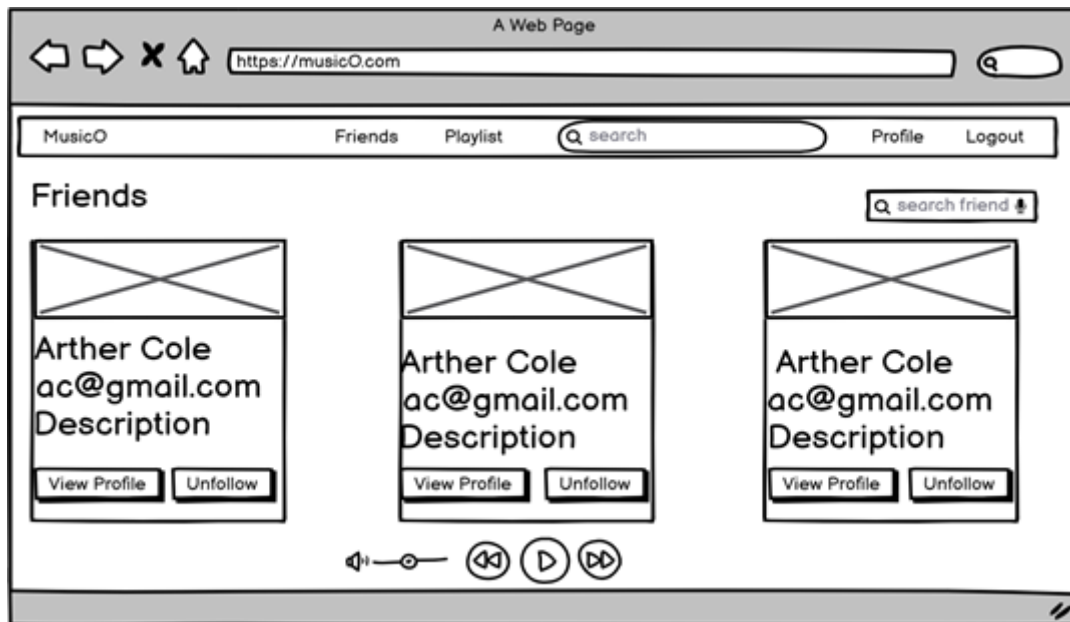 A Web Page
https://musicO.com
MusicO Friends Playlist search Profile Logout
Friends
search friend
Arther Cole
ac@gmail.com
Description
View Profile Unfollow
Arther Cole
ac@gmail.com
Description
View Profile Unfollow
Arther Cole
ac@gmail.com
Description
View Profile Unfollow